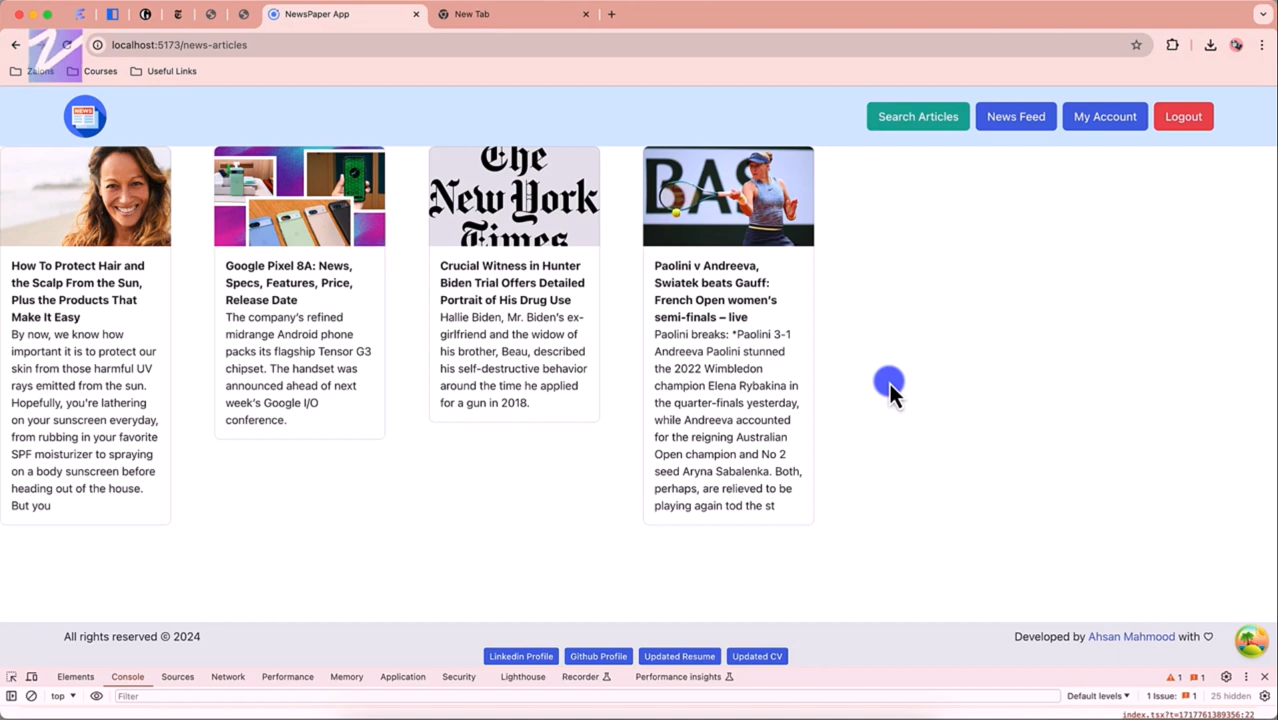 NewsPaper App
New Tab
localhost:5173/news-articles
Zaions
Courses
Useful Links
NEWS
Search Articles
News Feed
My Account
Logout
The
New York
Times
BAS
How To Protect Hair and
the Scalp From the Sun,
Plus the Products That
Make It Easy
By now, we know how
important it is to protect our
skin from those harmful UV
rays emitted from the sun.
Hopefully, you're lathering
on your sunscreen everyday,
from rubbing in your favorite
SPF moisturizer to spraying
on a body sunscreen before
heading out of the house.
But you
Google Pixel 8A: News,
Specs, Features, Price,
Release Date
The company's refined
midrange Android phone
packs its flagship Tensor G3
chipset. The handset was
announced ahead of next
week's Google I/O
conference.
Crucial Witness in Hunter
Biden Trial Offers Detailed
Portrait of His Drug Use
Hallie Biden, Mr. Biden's ex-
girlfriend and the widow of
his brother, Beau, described
his self-destructive behavior
around the time he applied
for a gun in 2018.
Paolini v Andreeva,
Swiatek beats Gauff:
French Open women's
semi-finals – live
Paolini breaks: *Paolini 3-1
Andreeva Paolini stunned
the 2022 Wimbledon
champion Elena Rybakina in
the quarter-finals yesterday,
while Andreeva accounted
for the reigning Australian
Open champion and No 2
seed Aryna Sabalenka. Both,
perhaps, are relieved to be
playing again tod the st
All rights reserved © 2024
Developed by Ahsan Mahmood with ♡
Linkedin Profile
Github Profile
Updated Resume
Updated CV
Elements
Console
Sources
Network
Performance
Memory
Application
Security
Lighthouse
Recorder
Performance insights
1
1
top
Filter
Default levels
1 Issue: 1
25 hidden
index.tsx?t=1717761389356:22